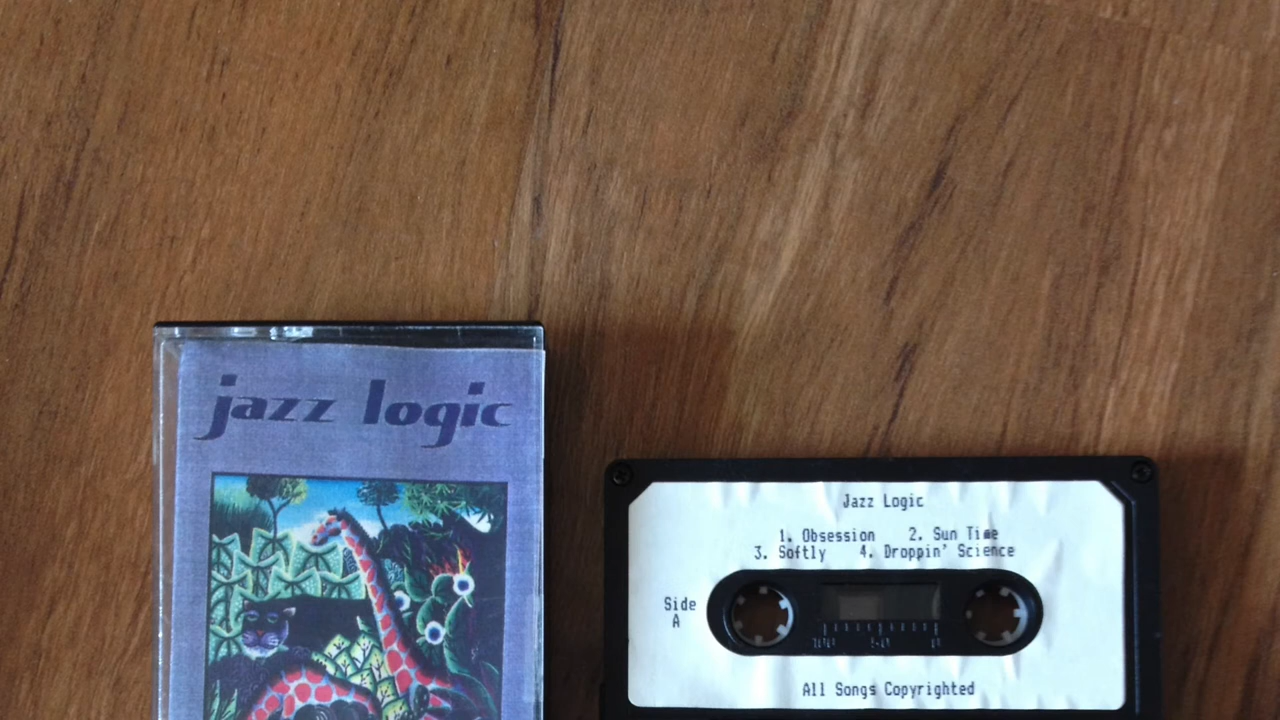 jazz logic
Jazz Logic
1. Obsession 2. Sun Time
3. Softly 4. Droppin' Science
Side
A
All Songs Copyrighted